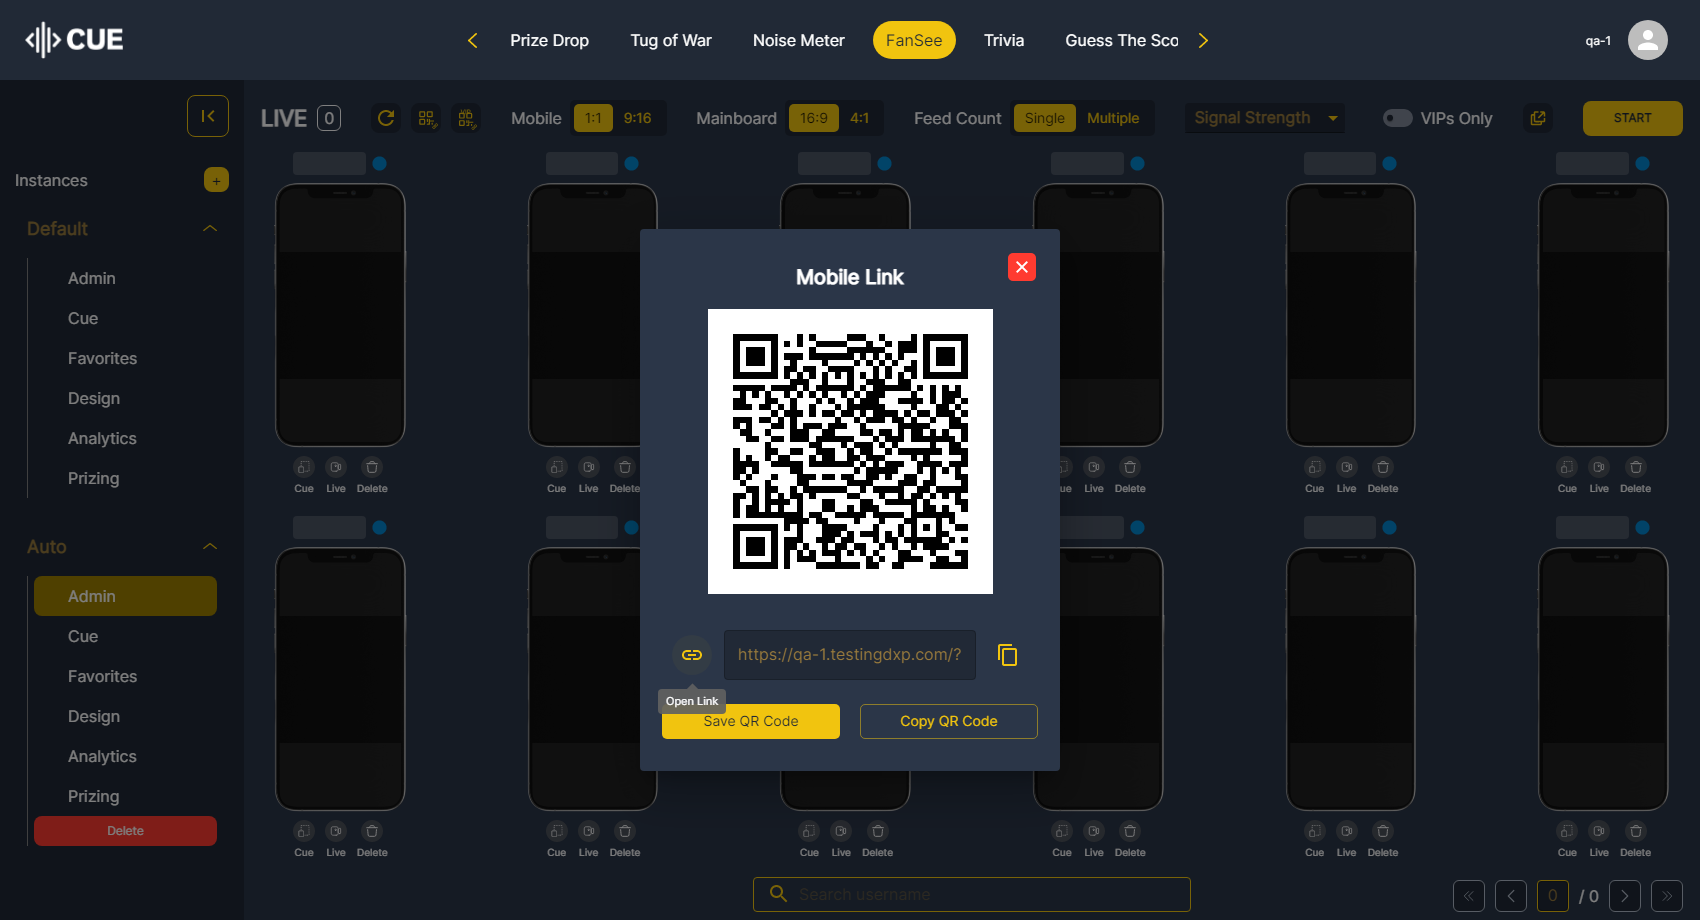 CUE
Prize Drop
Tug of War
Noise Meter
FanSee
Trivia
Guess The Sco
qa-1
LIVE 0
Mobile 1:1 9:16
Mainboard 16:9 4:1
Feed Count Single Multiple
Signal Strength
VIPs Only
START
Instances +
Default
Admin
Cue
Favorites
Design
Analytics
Prizing
Auto
Admin
Cue
Favorites
Design
Analytics
Prizing
Delete
Mobile Link
https://qa-1.testingdxp.com/?
Open Link
Save QR Code
Copy QR Code
Cue Live Delete
Cue Live Delete
ue Live Delete
Cue Live Delete
Cue Live Delete
Cue Live Delete
Cue Live Delete
Cue Live Delete
Cue Live Delete
Cue Live Delete
Cue Live Delete
Search username
0 / 0